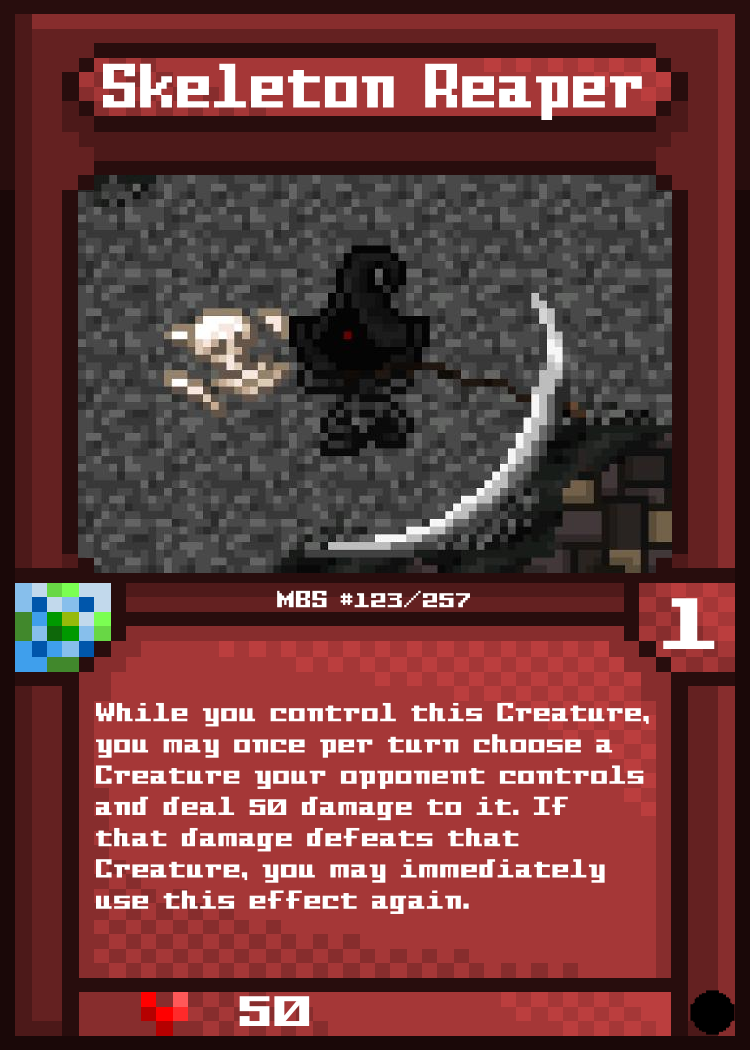 Skeleton Reaper
MBS #123/257
1
While you control this Creature,
you may once per turn choose a
Creature your opponent controls
and deal 50 damage to it. If
that damage defeats that
Creature, you may immediately
use this effect again.
50